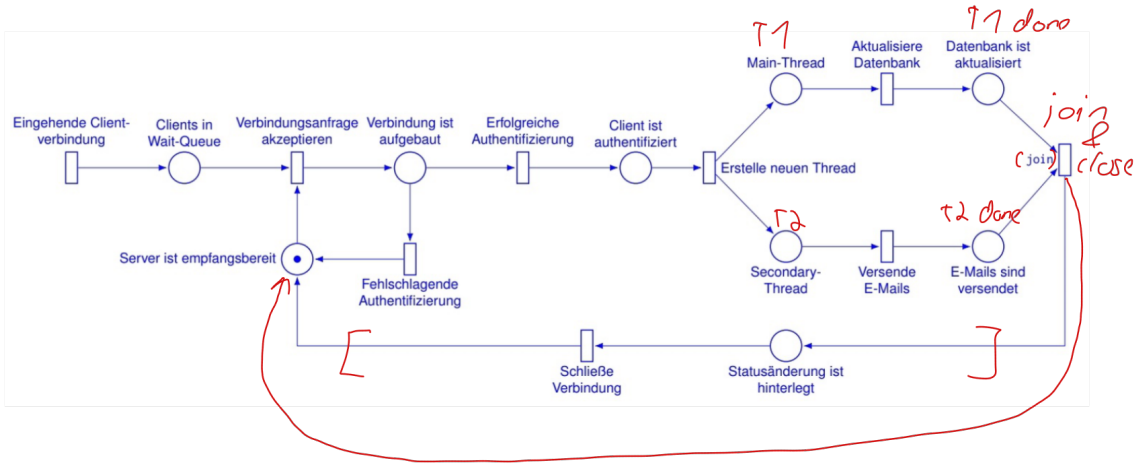 T1
T1 done
Main-Thread
Aktualisiere
Datenbank
Datenbank ist
aktualisiert
Eingehende Client-
verbindung
Clients in
Wait-Queue
Verbindungsanfrage
akzeptieren
Verbindung ist
aufgebaut
Erfolgreiche
Authentifizierung
Client ist
authentifiziert
Erstelle neuen Thread
join
&
close
(join)
T2
T2 done
Server ist empfangsbereit
Fehlschlagende
Authentifizierung
Secondary-
Thread
Versende
E-Mails
E-Mails sind
versendet
Schließe
Verbindung
Statusänderung ist
hinterlegt